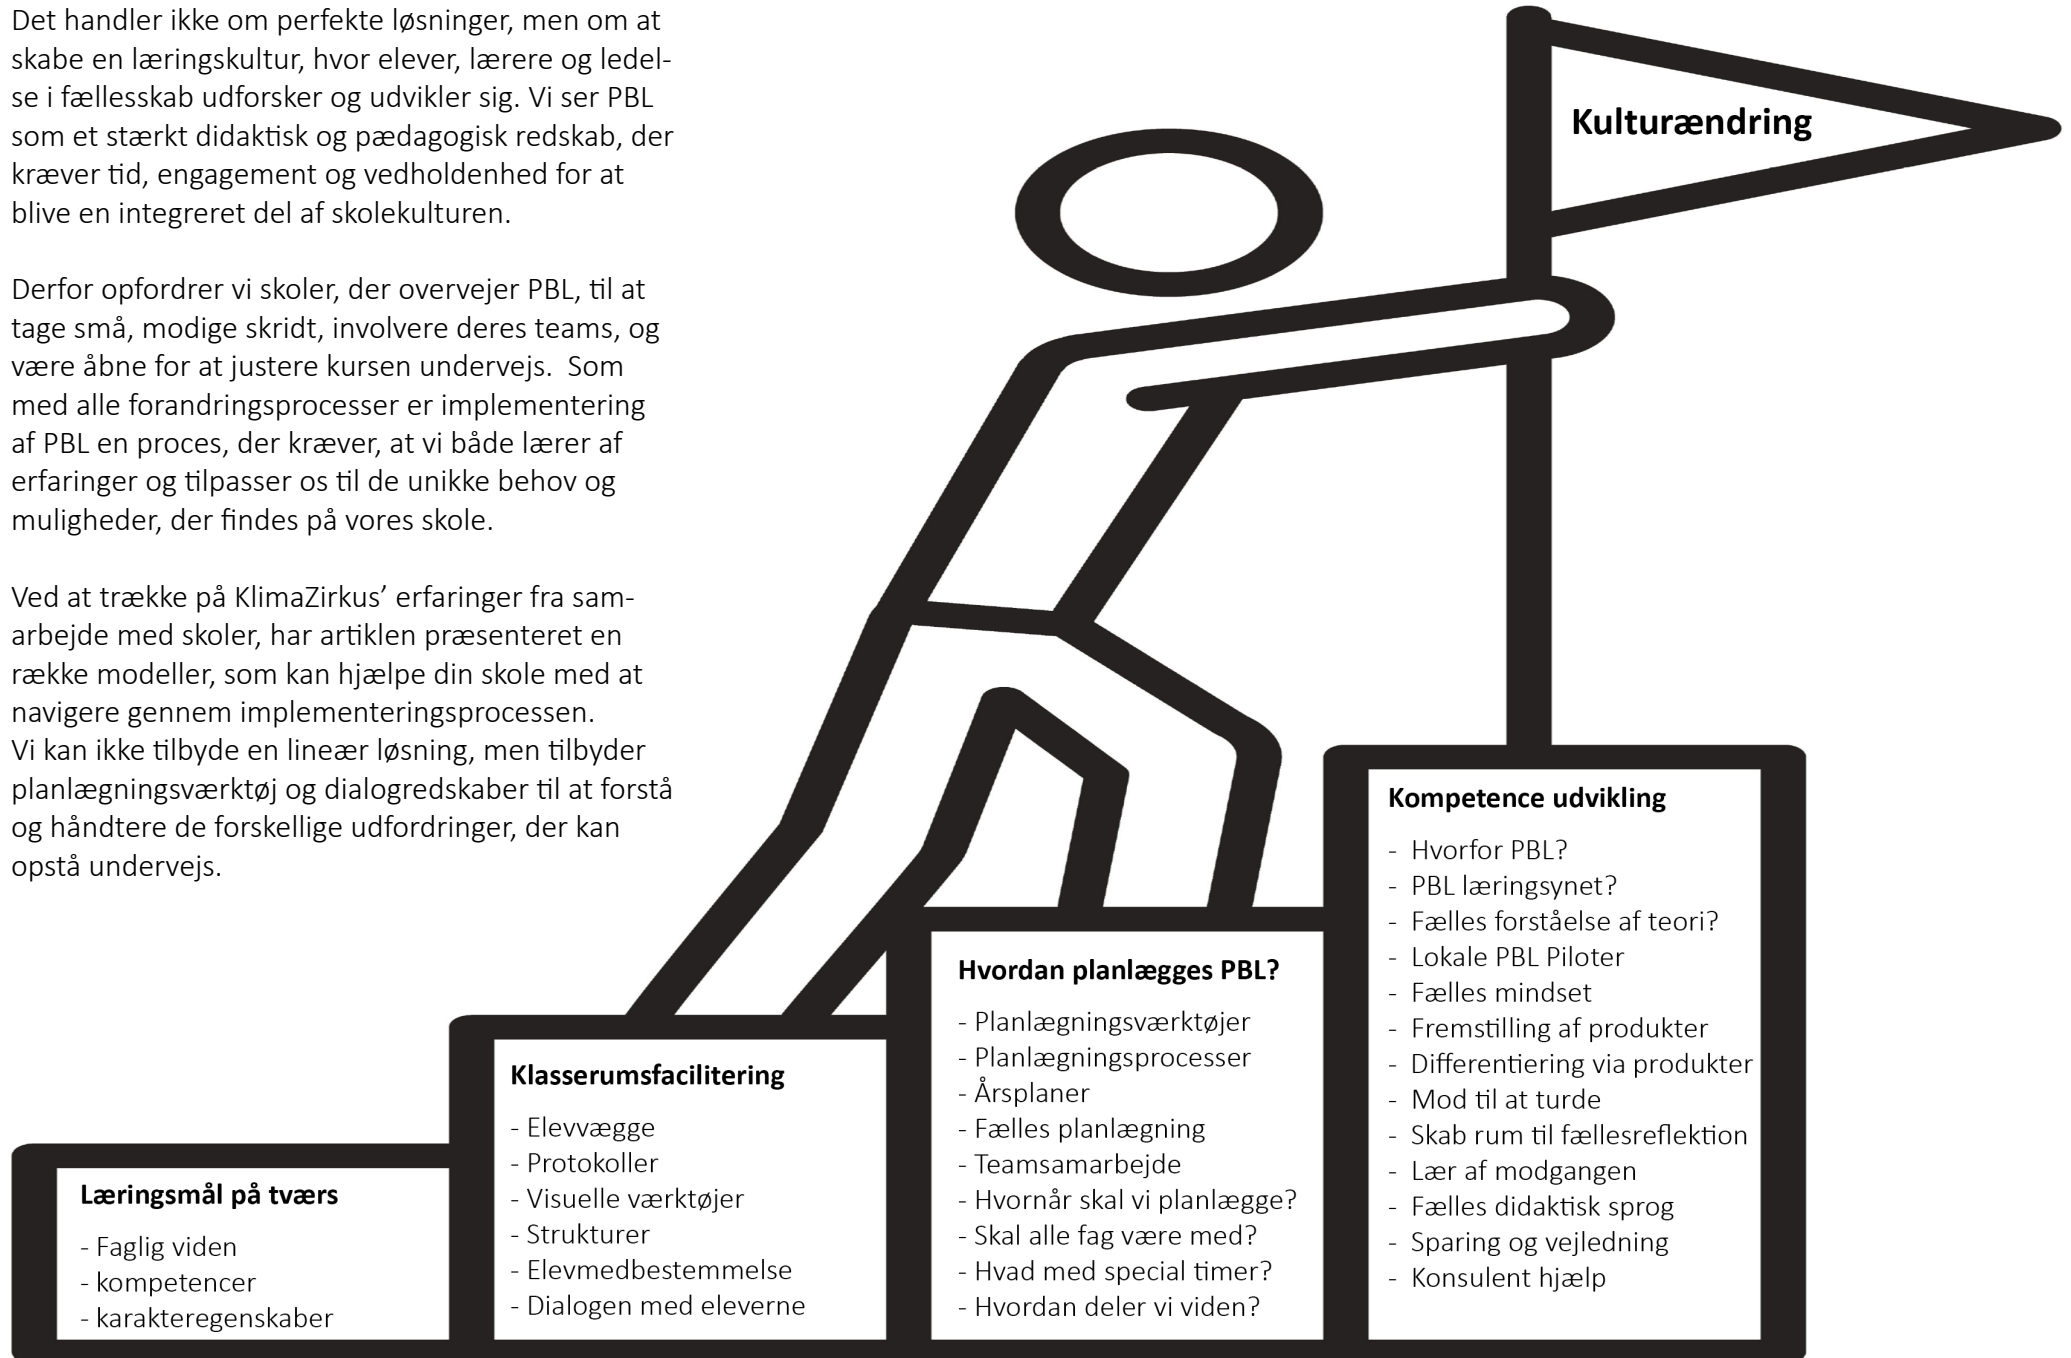 Det handler ikke om perfekte løsninger, men om at
skabe en læringskultur, hvor elever, lærere og ledel-
se i fællesskab udforsker og udvikler sig. Vi ser PBL
som et stærkt didaktisk og pædagogisk redskab, der
kræver tid, engagement og vedholdenhed for at
blive en integreret del af skolekulturen.
Derfor opfordrer vi skoler, der overvejer PBL, til at
tage små, modige skridt, involvere deres teams, og
være åbne for at justere kursen undervejs.  Som
med alle forandringsprocesser er implementering
af PBL en proces, der kræver, at vi både lærer af
erfaringer og tilpasser os til de unikke behov og
muligheder, der findes på vores skole.
Ved at trække på KlimaZirkus’ erfaringer fra sam-
arbejde med skoler, har artiklen præsenteret en
række modeller, som kan hjælpe din skole med at
navigere gennem implementeringsprocessen.
Vi kan ikke tilbyde en lineær løsning, men tilbyder
planlægningsværktøj og dialogredskaber til at forstå
og håndtere de forskellige udfordringer, der kan
opstå undervejs.
Kulturændring
Læringsmål på tværs
- Faglig viden
- kompetencer
- karakteregenskaber
Klasserumsfacilitering
- Elevvægge
- Protokoller
- Visuelle værktøjer
- Strukturer
- Elevmedbestemmelse
- Dialogen med eleverne
Hvordan planlægges PBL?
- Planlægningsværktøjer
- Planlægningsprocesser
- Årsplaner
- Fælles planlægning
- Teamsamarbejde
- Hvornår skal vi planlægge?
- Skal alle fag være med?
- Hvad med special timer?
- Hvordan deler vi viden?
Kompetence udvikling
- Hvorfor PBL?
- PBL læringsynet?
- Fælles forståelse af teori?
- Lokale PBL Piloter
- Fælles mindset
- Fremstilling af produkter
- Differentiering via produkter
- Mod til at turde
- Skab rum til fællesreflektion
- Lær af modgangen
- Fælles didaktisk sprog
- Sparing og vejledning
- Konsulent hjælp